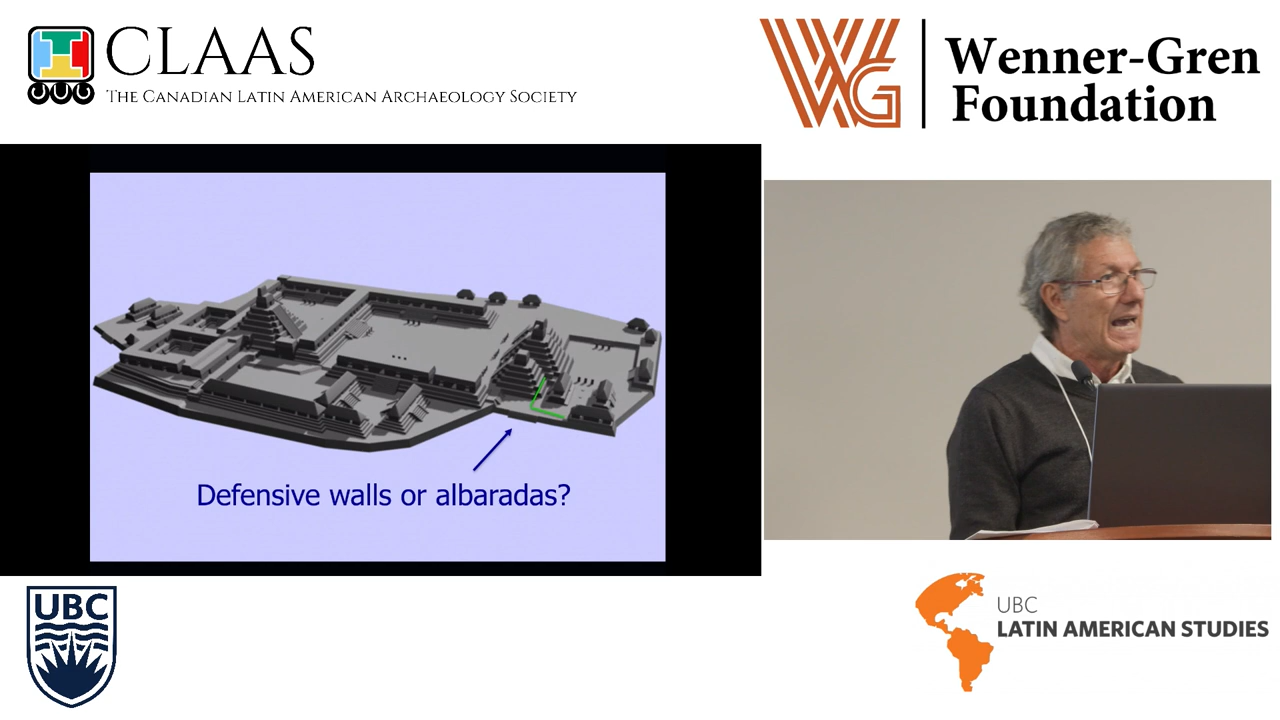 CLAAS
THE CANADIAN LATIN AMERICAN ARCHAEOLOGY SOCIETY
WG
Wenner-Gren
Foundation
Defensive walls or albaradas?
UBC
UBC
LATIN AMERICAN STUDIES